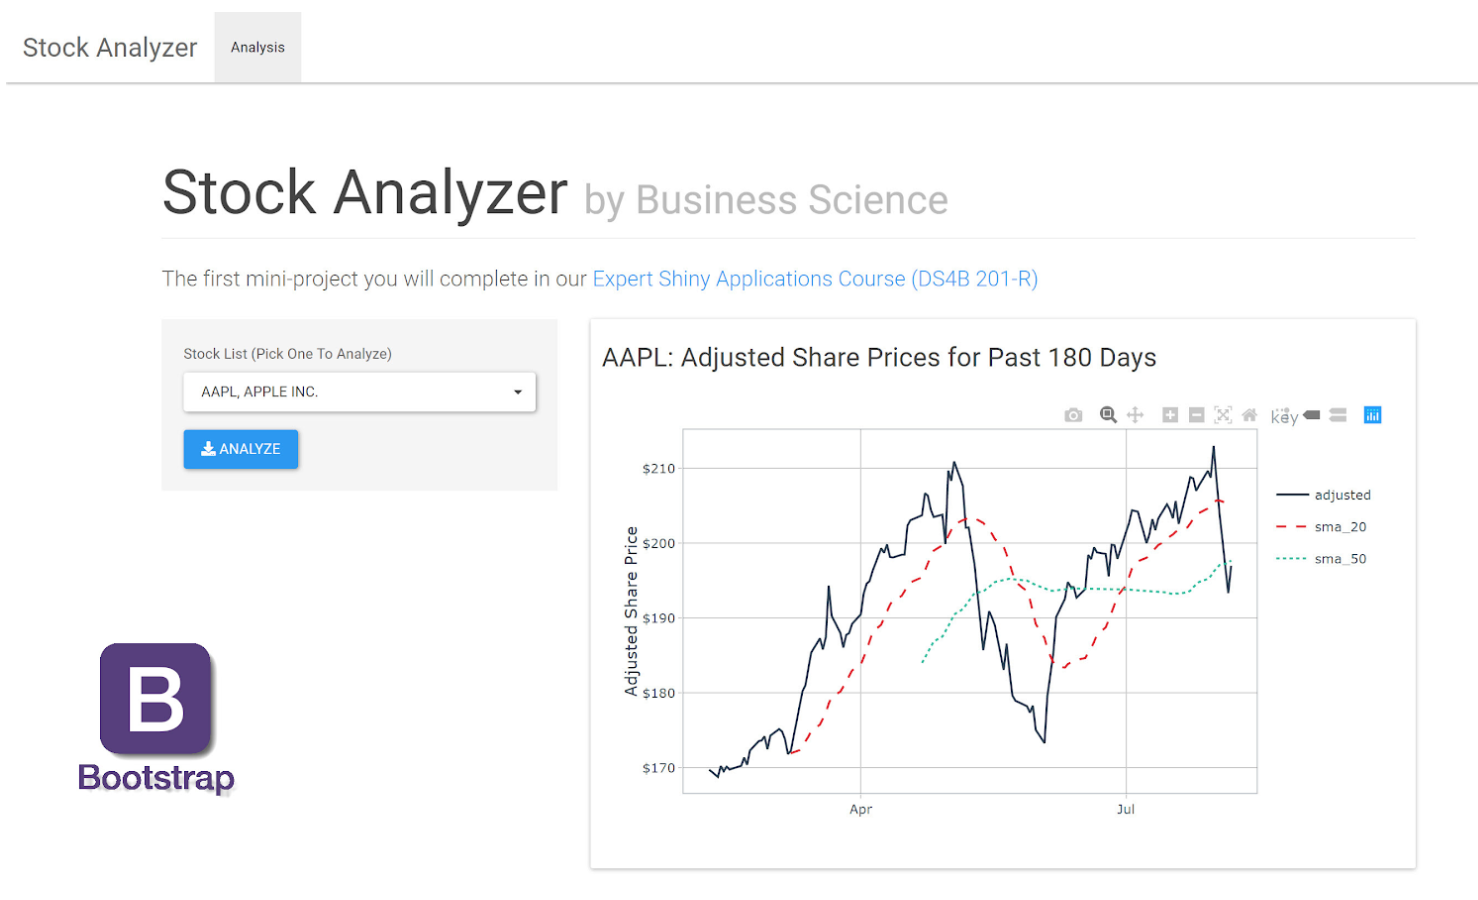 Stock Analyzer
Analysis
Stock Analyzer by Business Science
The first mini-project you will complete in our Expert Shiny Applications Course (DS4B 201-R)
Stock List (Pick One To Analyze)
AAPL, APPLE INC.
ANALYZE
B
Bootstrap
AAPL: Adjusted Share Prices for Past 180 Days
key
Adjusted Share Price
$210
$200
$190
$180
$170
Apr
Jul
adjusted
sma_20
sma_50